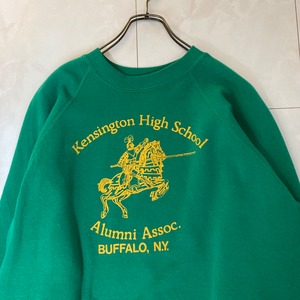 Kensington High School
Alumni Assoc.
BUFFALO, N.Y.